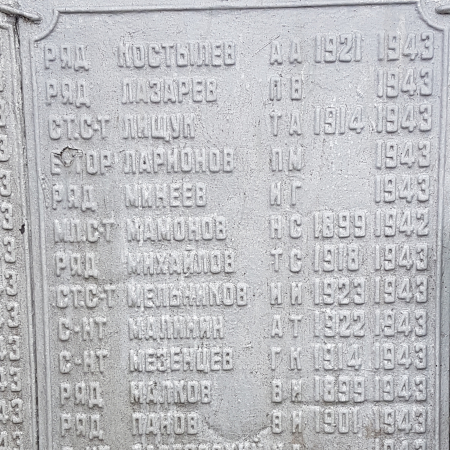 РЯД КОСТЫЛЕВ А А 1921 1943
РЯД ЛАЗАРЕВ П В 1943
СТ.С-Т ЛИЩУК Т А 1914 1943
ЛАРИОНОВ П М 1943
РЯД МИНЕЕВ И Г 1943
МЛ.СТ МАМОНОВ Н С 1899 1942
РЯД МИХАЙЛОВ Т С 1918 1943
СТ.С-Т МЕЛЬНИКОВ И И 1923 1943
С-НТ МАЛИНИН А Т 1922 1943
С-НТ МЕЗЕНЦЕВ Г К 1914 1943
РЯД МАЛКОВ В Н 1899 1943
РЯД ПАНОВ В И 1901 1943